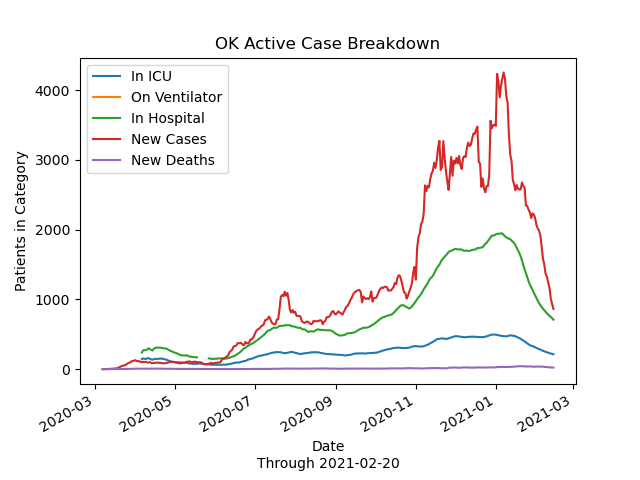 OK Active Case Breakdown
In ICU
On Ventilator
In Hospital
New Cases
New Deaths
Patients in Category
4000
3000
2000
1000
0
2020-03
2020-05
2020-07
2020-09
2020-11
2021-01
2021-03
Date
Through 2021-02-20